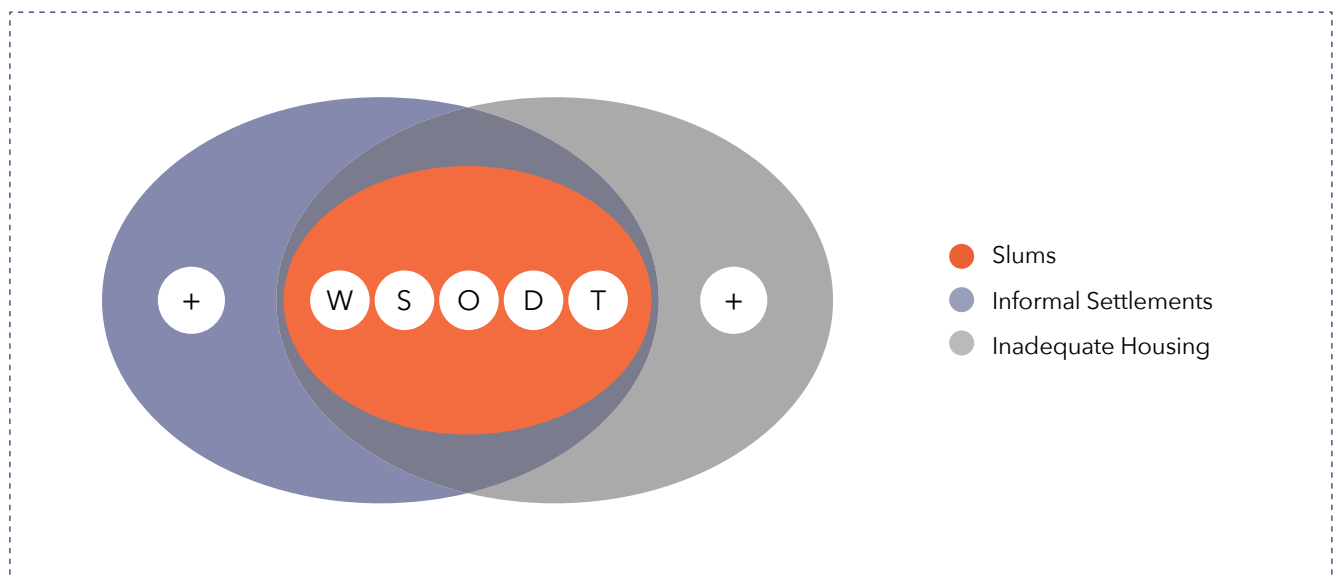 + W S O D T +
Slums
Informal Settlements
Inadequate Housing